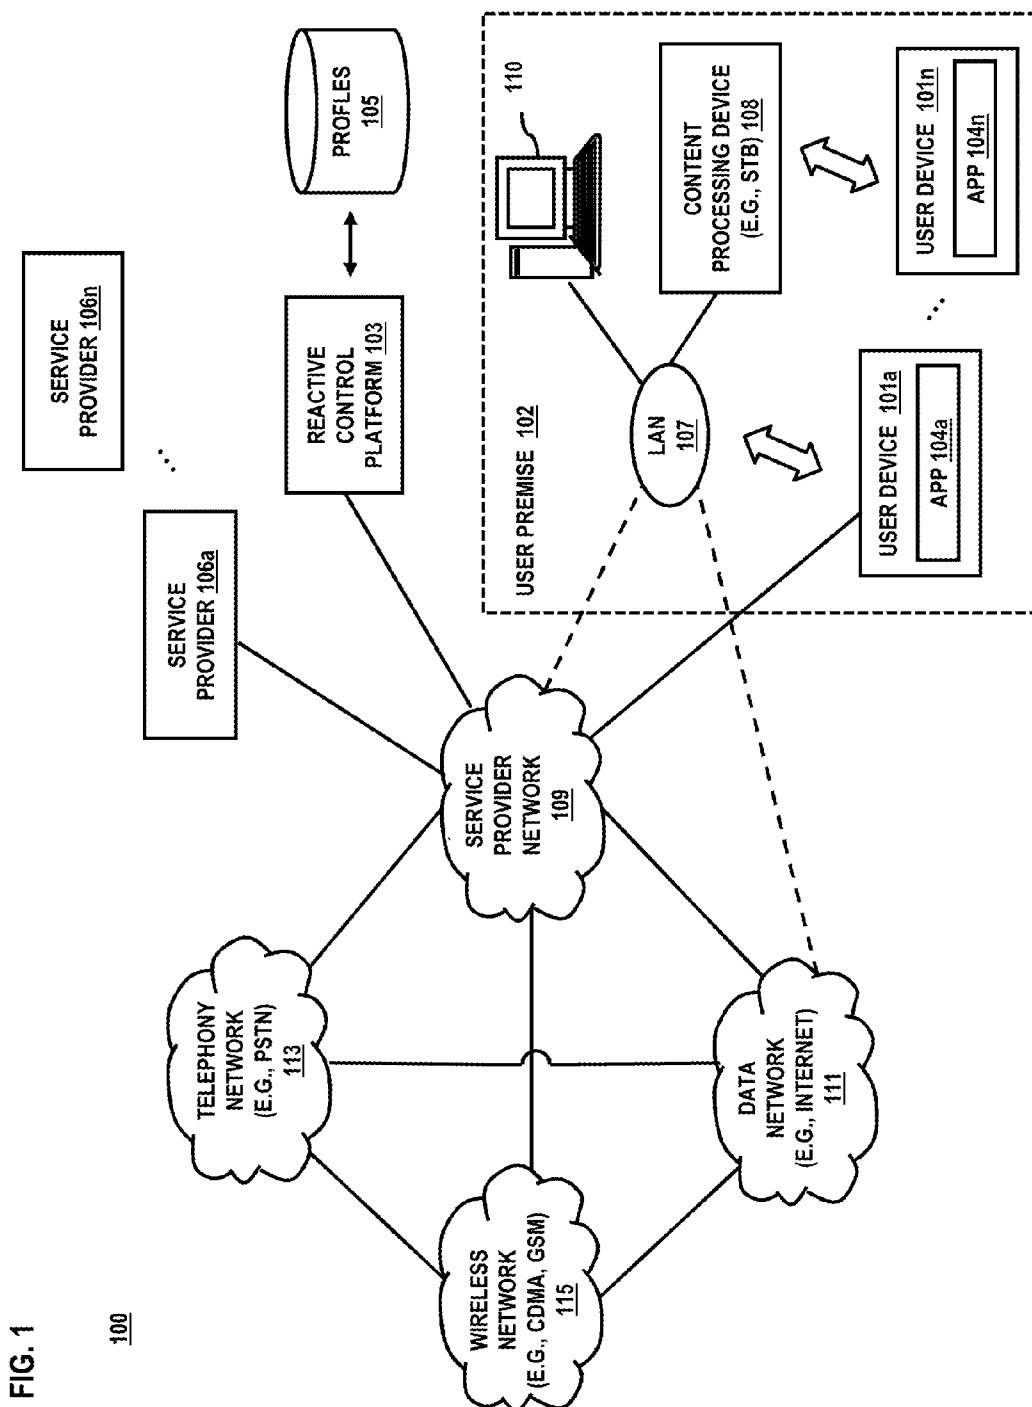 FIG. 1
100
SERVICE
PROVIDER 106a
...
SERVICE
PROVIDER 106n
TELEPHONY
NETWORK
(E.G., PSTN)
113
REACTIVE
CONTROL
PLATFORM 103
PROFLES
105
WIRELESS
NETWORK
(E.G., CDMA, GSM)
115
SERVICE
PROVIDER
NETWORK
109
USER PREMISE 102
110
LAN
107
CONTENT
PROCESSING DEVICE
(E.G., STB) 108
DATA
NETWORK
(E.G., INTERNET)
111
USER DEVICE 101a
APP 104a
...
USER DEVICE 101n
APP 104n